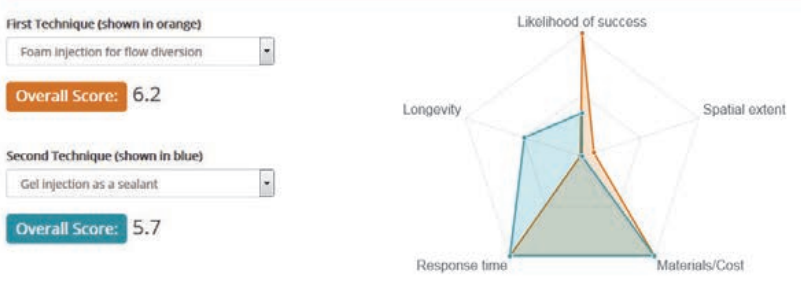 First Technique (shown in orange)
Foam injection for flow diversion
Overall Score: 6.2
Second Technique (shown in blue)
Gel injection as a sealant
Overall Score: 5.7
Likelihood of success
Longevity
Spatial extent
Response time
Materials/Cost